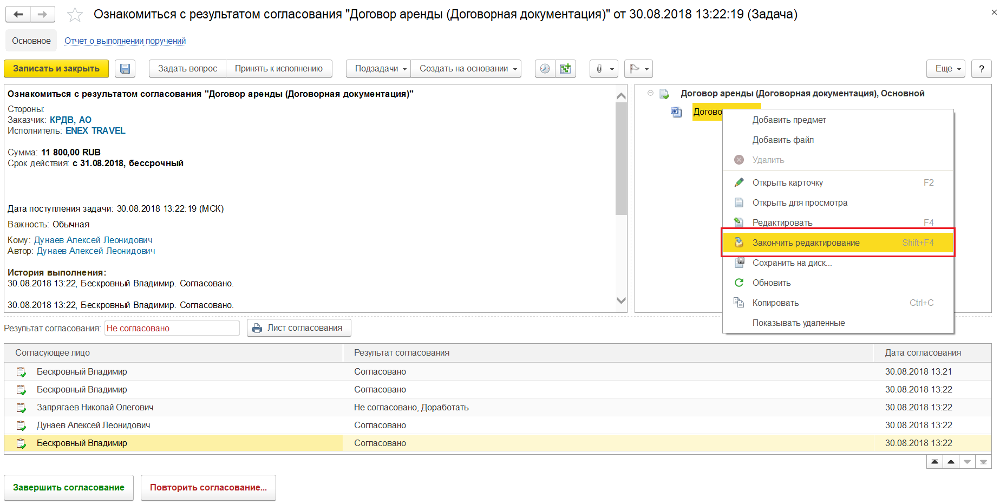 Ознакомиться с результатом согласования "Договор аренды (Договорная документация)" от 30.08.2018 13:22:19 (Задача)
Основное Отчет о выполнении поручений
Записать и закрыть Задать вопрос Принять к исполнению Подзадачи Создать на основании Еще ?
Ознакомиться с результатом согласования "Договор аренды (Договорная документация)"
Стороны:
Заказчик: КРДВ, АО
Исполнитель: ENEX TRAVEL
Сумма: 11 800,00 RUB
Срок действия: с 31.08.2018, бессрочный
Дата поступления задачи: 30.08.2018 13:22:19 (МСК)
Важность: Обычная
Кому: Дунаев Алексей Леонидович
Автор: Дунаев Алексей Леонидович
История выполнения:
30.08.2018 13:22, Бескровный Владимир. Согласовано.
30.08.2018 13:22, Бескровный Владимир. Согласовано.
Договор аренды (Договорная документация), Основной
Догово
Добавить предмет
Добавить файл
Удалить
Открыть карточку F2
Открыть для просмотра
Редактировать F4
Закончить редактирование Shift+F4
Сохранить на диск...
Обновить
Копировать Ctrl+C
Показывать удаленные
Результат согласования: Не согласовано Лист согласования
Согласующее лицо Результат согласования Дата согласования
Бескровный Владимир Согласовано 30.08.2018 13:21
Бескровный Владимир Согласовано 30.08.2018 13:22
Запрягаев Николай Олегович Не согласовано, Доработать 30.08.2018 13:22
Дунаев Алексей Леонидович Согласовано 30.08.2018 13:22
Бескровный Владимир Согласовано 30.08.2018 13:22
Завершить согласование Повторить согласование...